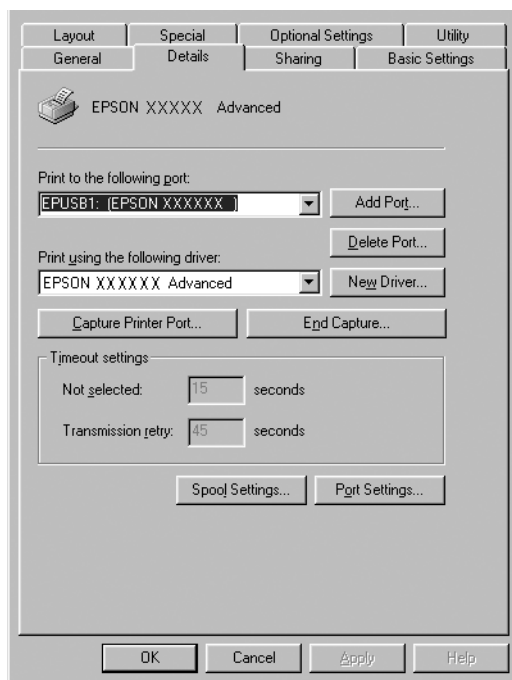 Layout Special Optional Settings Utility
General Details Sharing Basic Settings
EPSON XXXXX Advanced
Print to the following port:
EPUSB1: (EPSON XXXXXX )
Add Port...
Delete Port...
Print using the following driver:
EPSON XXXXXX Advanced
New Driver...
Capture Printer Port... End Capture...
Timeout settings
Not selected: 15 seconds
Transmission retry: 45 seconds
Spool Settings... Port Settings...
OK Cancel Apply Help